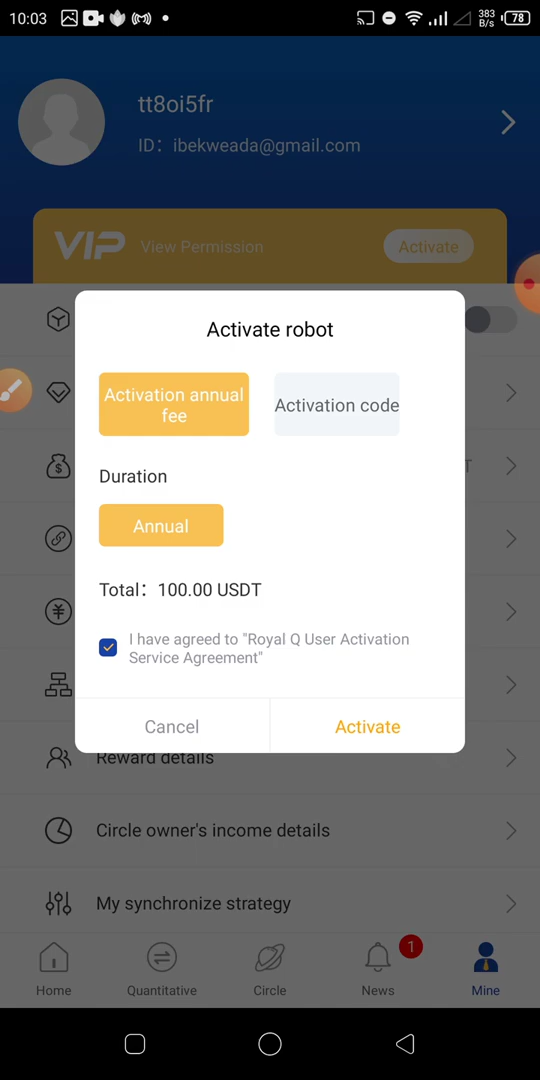 10:03
383
B/s
78
tt8oi5fr
ID：ibekweada@gmail.com
VIP View Permission Activate
Activate robot
Activation annual
fee
Activation code
Duration
Annual
T
Total：100.00 USDT
I have agreed to "Royal Q User Activation
Service Agreement"
Cancel Activate
Reward details
Circle owner's income details
My synchronize strategy
1
Home Quantitative Circle News Mine